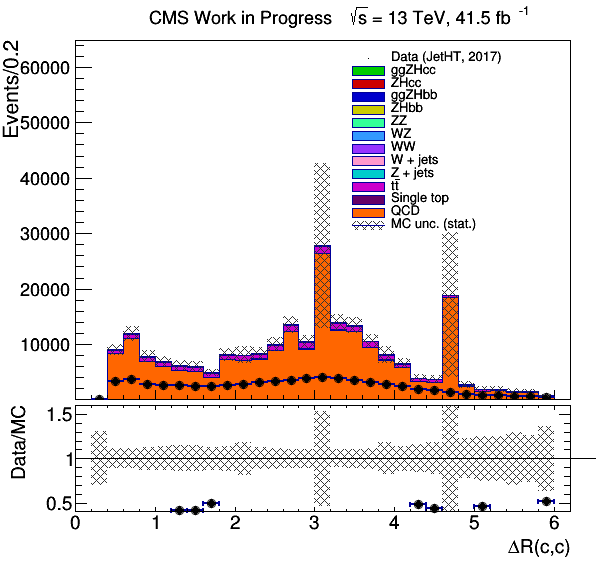 CMS Work in Progress √s = 13 TeV, 41.5 fb⁻¹
Events/0.2
60000
50000
40000
30000
20000
10000
Data (JetHT, 2017)
ggZHcc
ZHcc
ggZHbb
ZHbb
ZZ
WZ
WW
W + jets
Z + jets
tt̄
Single top
QCD
MC unc. (stat.)
Data/MC
1.5
1
0.5
0 1 2 3 4 5 6
ΔR(c,c)